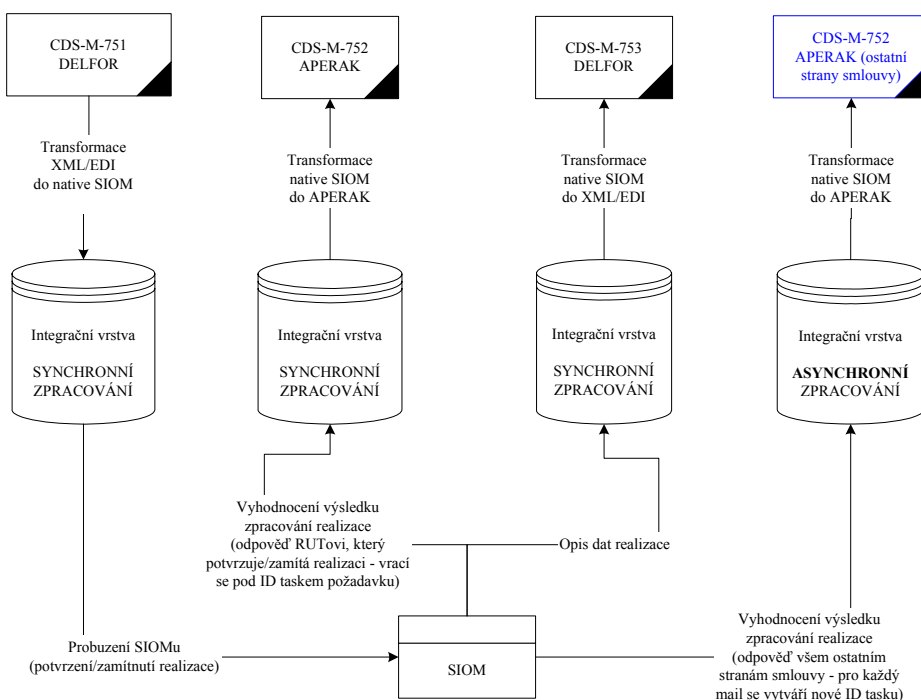 CDS-M-751
DELFOR
CDS-M-752
APERAK
CDS-M-753
DELFOR
CDS-M-752
APERAK (ostatní
strany smlouvy)
Transformace
XML/EDI
do native SIOM
Transformace
native SIOM
do APERAK
Transformace
native SIOM
do XML/EDI
Transformace
native SIOM
do APERAK
Integrační vrstva
SYNCHRONNÍ
ZPRACOVÁNÍ
Integrační vrstva
SYNCHRONNÍ
ZPRACOVÁNÍ
Integrační vrstva
SYNCHRONNÍ
ZPRACOVÁNÍ
Integrační vrstva
ASYNCHRONNÍ
ZPRACOVÁNÍ
Vyhodnocení výsledku
zpracování realizace
(odpověď RUTovi, který
potvrzuje/zamítá realizaci - vrací
se pod ID taskem požadavku)
Opis dat realizace
Probuzení SIOMu
(potvrzení/zamítnutí realizace)
SIOM
Vyhodnocení výsledku
zpracování realizace
(odpověď všem ostatním
stranám smlouvy - pro každý
mail se vytváří nové ID tasku)